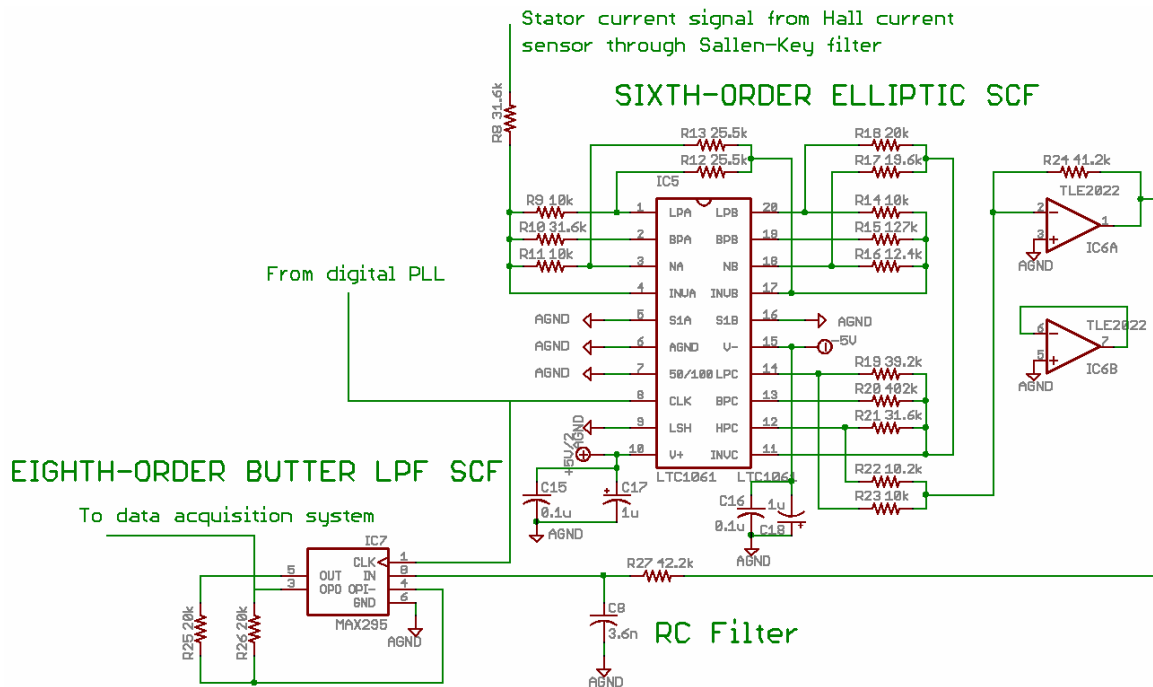 Stator current signal from Hall current
sensor through Sallen-Key filter
SIXTH-ORDER ELLIPTIC SCF
R8 31.6k
R13 25.5k
R12 25.5k
R18 20k
R17 19.6k
R24 41.2k
TLE2022
IC5
R9 10k
R10 31.6k
R11 10k
1 LPA LPB 20
2 BPA BPB 19
3 NA NB 18
4 INVA INVB 17
5 S1A S1B 16
6 AGND V- 15
7 50/100 LPC 14
8 CLK BPC 13
9 LSH HPC 12
10 V+ INVC 11
LTC1061
LTC1061
R14 10k
R15 127k
R16 12.4k
2
3
1
IC6A
AGND
From digital PLL
AGND
AGND
AGND
AGND
-5V
TLE2022
6
5
7
IC6B
AGND
R19 39.2k
R20 402k
R21 31.6k
R22 10.2k
R23 10k
AGND
+5V/2
EIGHTH-ORDER BUTTER LPF SCF
C15
0.1u
C17
1u
AGND
C16
0.1u
1u
C18
AGND
To data acquisition system
IC7
CLK 1
5 OUT IN 8
3 OPO OPI- 4
GND 6
MAX295
AGND
R25 20k
R26 20k
R27 42.2k
C8
3.6n
AGND
RC Filter